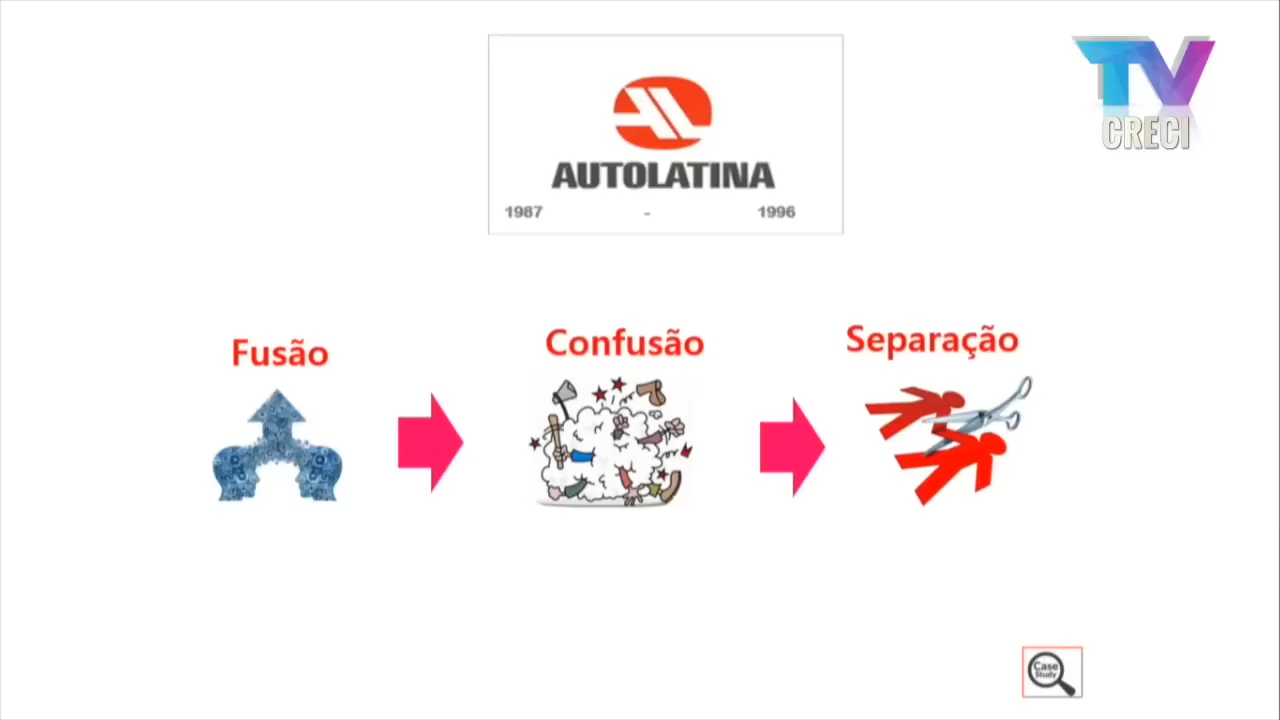 TV
CRECI
AUTOLATINA
1987 - 1996
Fusão
Confusão
Separação
Case
Study